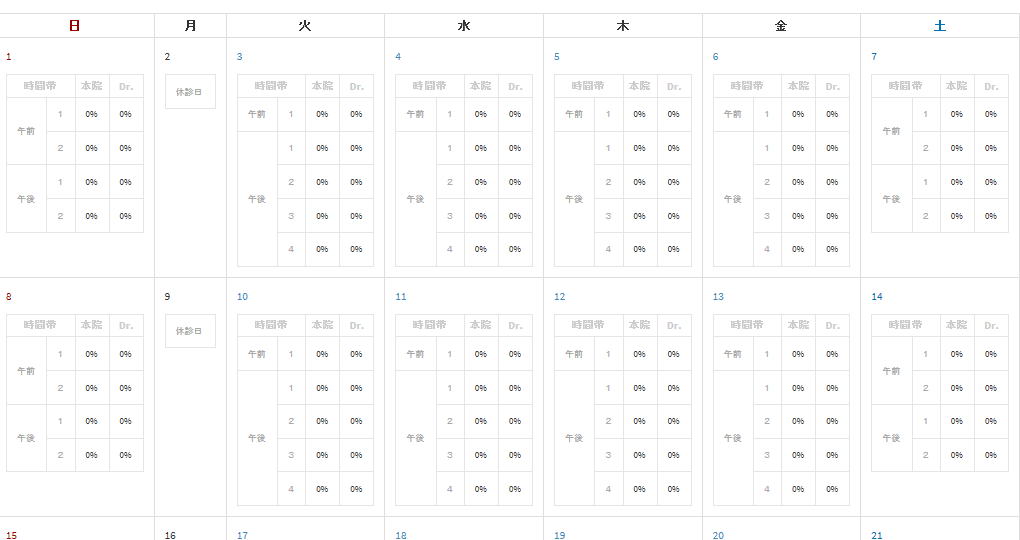 日 月 火 水 木 金 土
1 2 3 4 5 6 7
時間帯 本院 Dr. 休診日 時間帯 本院 Dr. 時間帯 本院 Dr. 時間帯 本院 Dr. 時間帯 本院 Dr. 時間帯 本院 Dr.
午前 1 0% 0% 午前 1 0% 0% 午前 1 0% 0% 午前 1 0% 0% 午前 1 0% 0% 午前 1 0% 0%
2 0% 0% 午後 1 0% 0% 午後 1 0% 0% 午後 1 0% 0% 午後 1 0% 0% 2 0% 0%
午後 1 0% 0% 2 0% 0% 2 0% 0% 2 0% 0% 2 0% 0% 午後 1 0% 0%
2 0% 0% 3 0% 0% 3 0% 0% 3 0% 0% 3 0% 0% 2 0% 0%
4 0% 0% 4 0% 0% 4 0% 0% 4 0% 0%
8 9 10 11 12 13 14
時間帯 本院 Dr. 休診日 時間帯 本院 Dr. 時間帯 本院 Dr. 時間帯 本院 Dr. 時間帯 本院 Dr. 時間帯 本院 Dr.
午前 1 0% 0% 午前 1 0% 0% 午前 1 0% 0% 午前 1 0% 0% 午前 1 0% 0% 午前 1 0% 0%
2 0% 0% 午後 1 0% 0% 午後 1 0% 0% 午後 1 0% 0% 午後 1 0% 0% 2 0% 0%
午後 1 0% 0% 2 0% 0% 2 0% 0% 2 0% 0% 2 0% 0% 午後 1 0% 0%
2 0% 0% 3 0% 0% 3 0% 0% 3 0% 0% 3 0% 0% 2 0% 0%
4 0% 0% 4 0% 0% 4 0% 0% 4 0% 0%
15 16 17 18 19 20 21